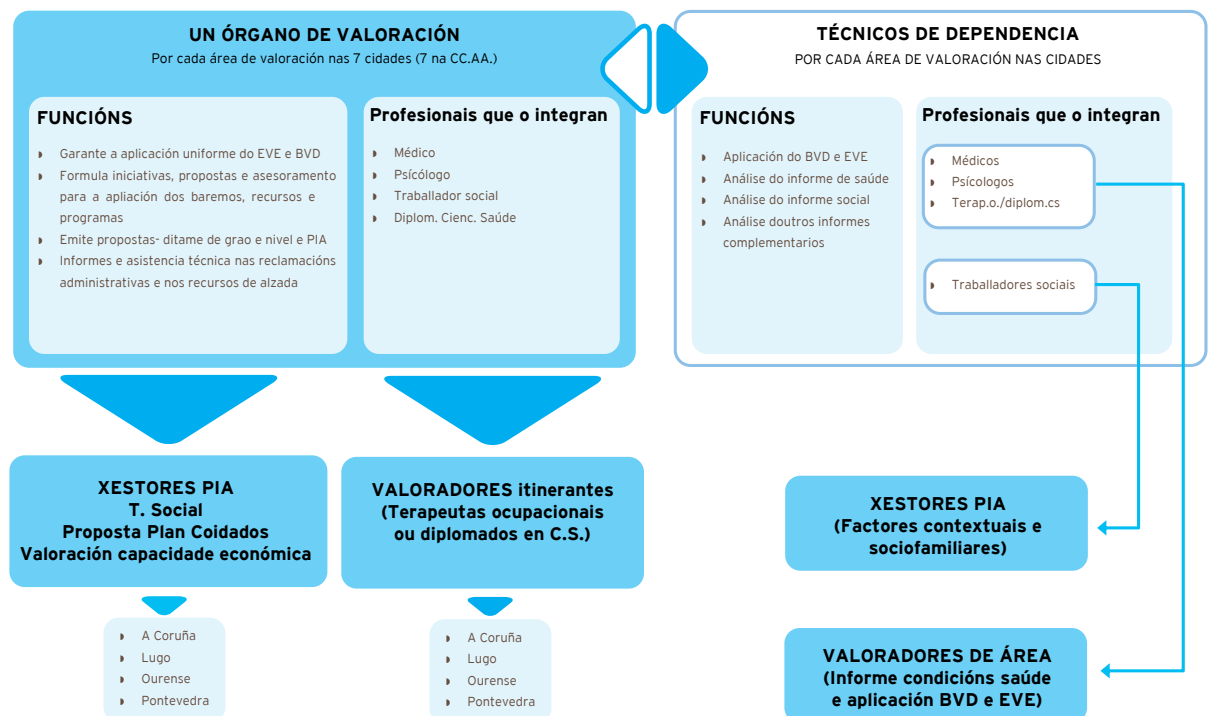 UN ÓRGANO DE VALORACIÓN
Por cada área de valoración nas 7 cidades (7 na CC.AA.)
FUNCIÓNS
Garante a aplicación uniforme do EVE e BVD
Formula iniciativas, propostas e asesoramento
para a apliación dos baremos, recursos e
programas
Emite propostas- ditame de grao e nivel e PIA
Informes e asistencia técnica nas reclamacións
administrativas e nos recursos de alzada
Profesionais que o integran
Médico
Psícólogo
Traballador social
Diplom. Cienc. Saúde
TÉCNICOS DE DEPENDENCIA
POR CADA ÁREA DE VALORACIÓN NAS CIDADES
FUNCIÓNS
Aplicación do BVD e EVE
Análise do informe de saúde
Análise do informe social
Análise doutros informes
complementarios
Profesionais que o integran
Médicos
Psícologos
Terap.o./diplom.cs
Traballadores sociais
XESTORES PIA
T. Social
Proposta Plan Coidados
Valoración capacidade económica
A Coruña
Lugo
Ourense
Pontevedra
VALORADORES itinerantes
(Terapeutas ocupacionais
ou diplomados en C.S.)
A Coruña
Lugo
Ourense
Pontevedra
XESTORES PIA
(Factores contextuais e
sociofamiliares)
VALORADORES DE ÁREA
(Informe condicións saúde
e aplicación BVD e EVE)